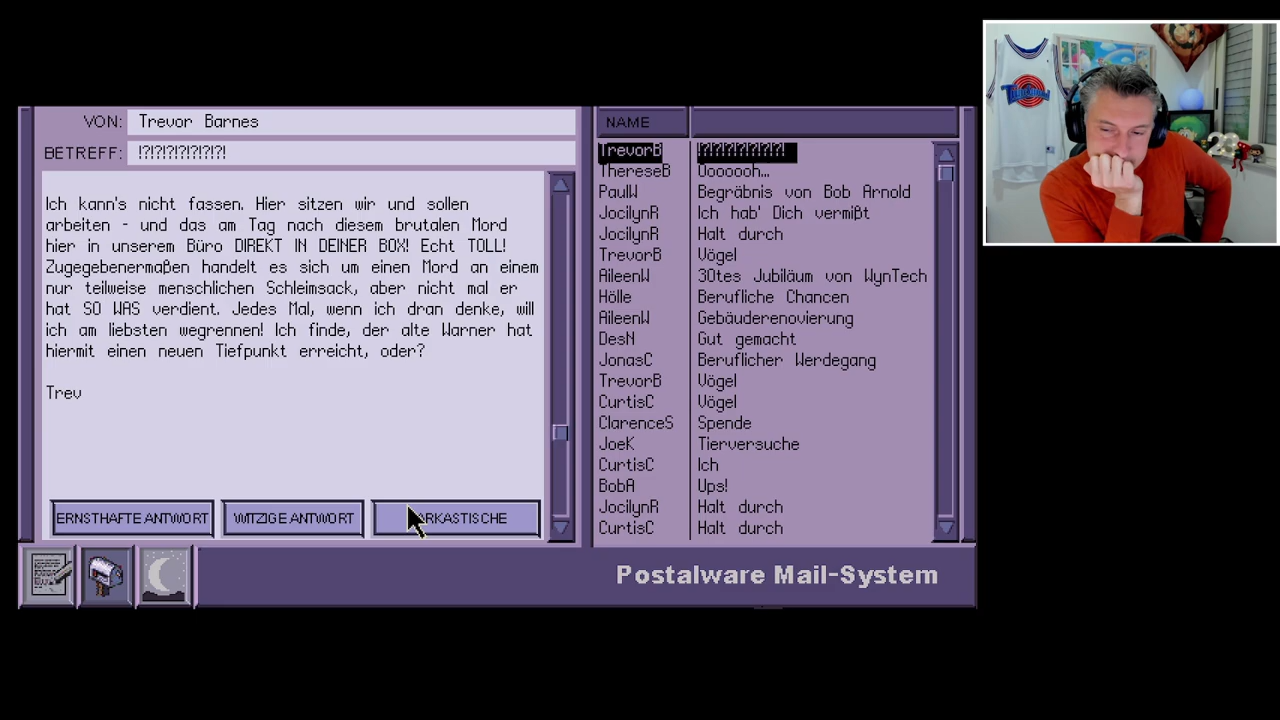 VON: Trevor Barnes
BETREFF: !?!?!?!?!?!?!?!
Ich kann's nicht fassen. Hier sitzen wir und sollen
arbeiten - und das am Tag nach diesem brutalen Mord
hier in unserem Büro DIREKT IN DEINER BOX! Echt TOLL!
Zugegebenermaßen handelt es sich um einen Mord an einem
nur teilweise menschlichen Schleimsack, aber nicht mal er
hat SO WAS verdient. Jedes Mal, wenn ich dran denke, will
ich am liebsten wegrennen! Ich finde, der alte Warner hat
hiermit einen neuen Tiefpunkt erreicht, oder?
Trev
ERNSTHAFTE ANTWORT WITZIGE ANTWORT
NAME
TrevorB !?!?!?!?!?!?!?!
ThereseB Ooooooh...
PaulW Begräbnis von Bob Arnold
JocilynR Ich hab' Dich vermißt
JocilynR Halt durch
TrevorB Vögel
AileenW 30tes Jubiläum von WynTech
Hölle Berufliche Chancen
AileenW Gebäuderenovierung
DesN Gut gemacht
JonasC Beruflicher Werdegang
TrevorB Vögel
CurtisC Vögel
ClarenceS Spende
JoeK Tierversuche
CurtisC Ich
BobA Ups!
JocilynR Halt durch
CurtisC Halt durch
Postalware Mail-System